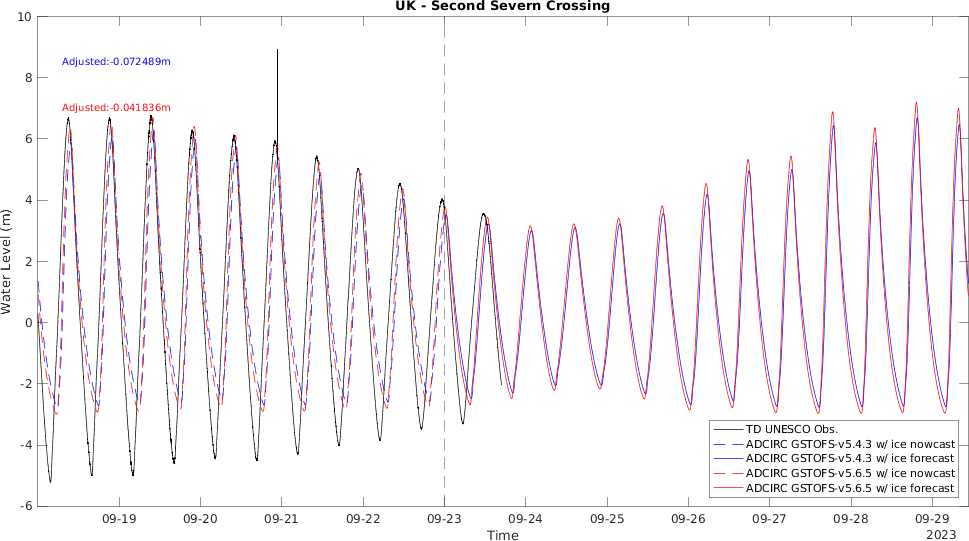 UK - Second Severn Crossing
10
8
6
4
2
0
-2
-4
-6
Water Level (m)
Adjusted:-0.072489m
Adjusted:-0.041836m
TD UNESCO Obs.
ADCIRC GSTOFS-v5.4.3 w/ ice nowcast
ADCIRC GSTOFS-v5.4.3 w/ ice forecast
ADCIRC GSTOFS-v5.6.5 w/ ice nowcast
ADCIRC GSTOFS-v5.6.5 w/ ice forecast
09-19 09-20 09-21 09-22 09-23 09-24 09-25 09-26 09-27 09-28 09-29
Time
2023